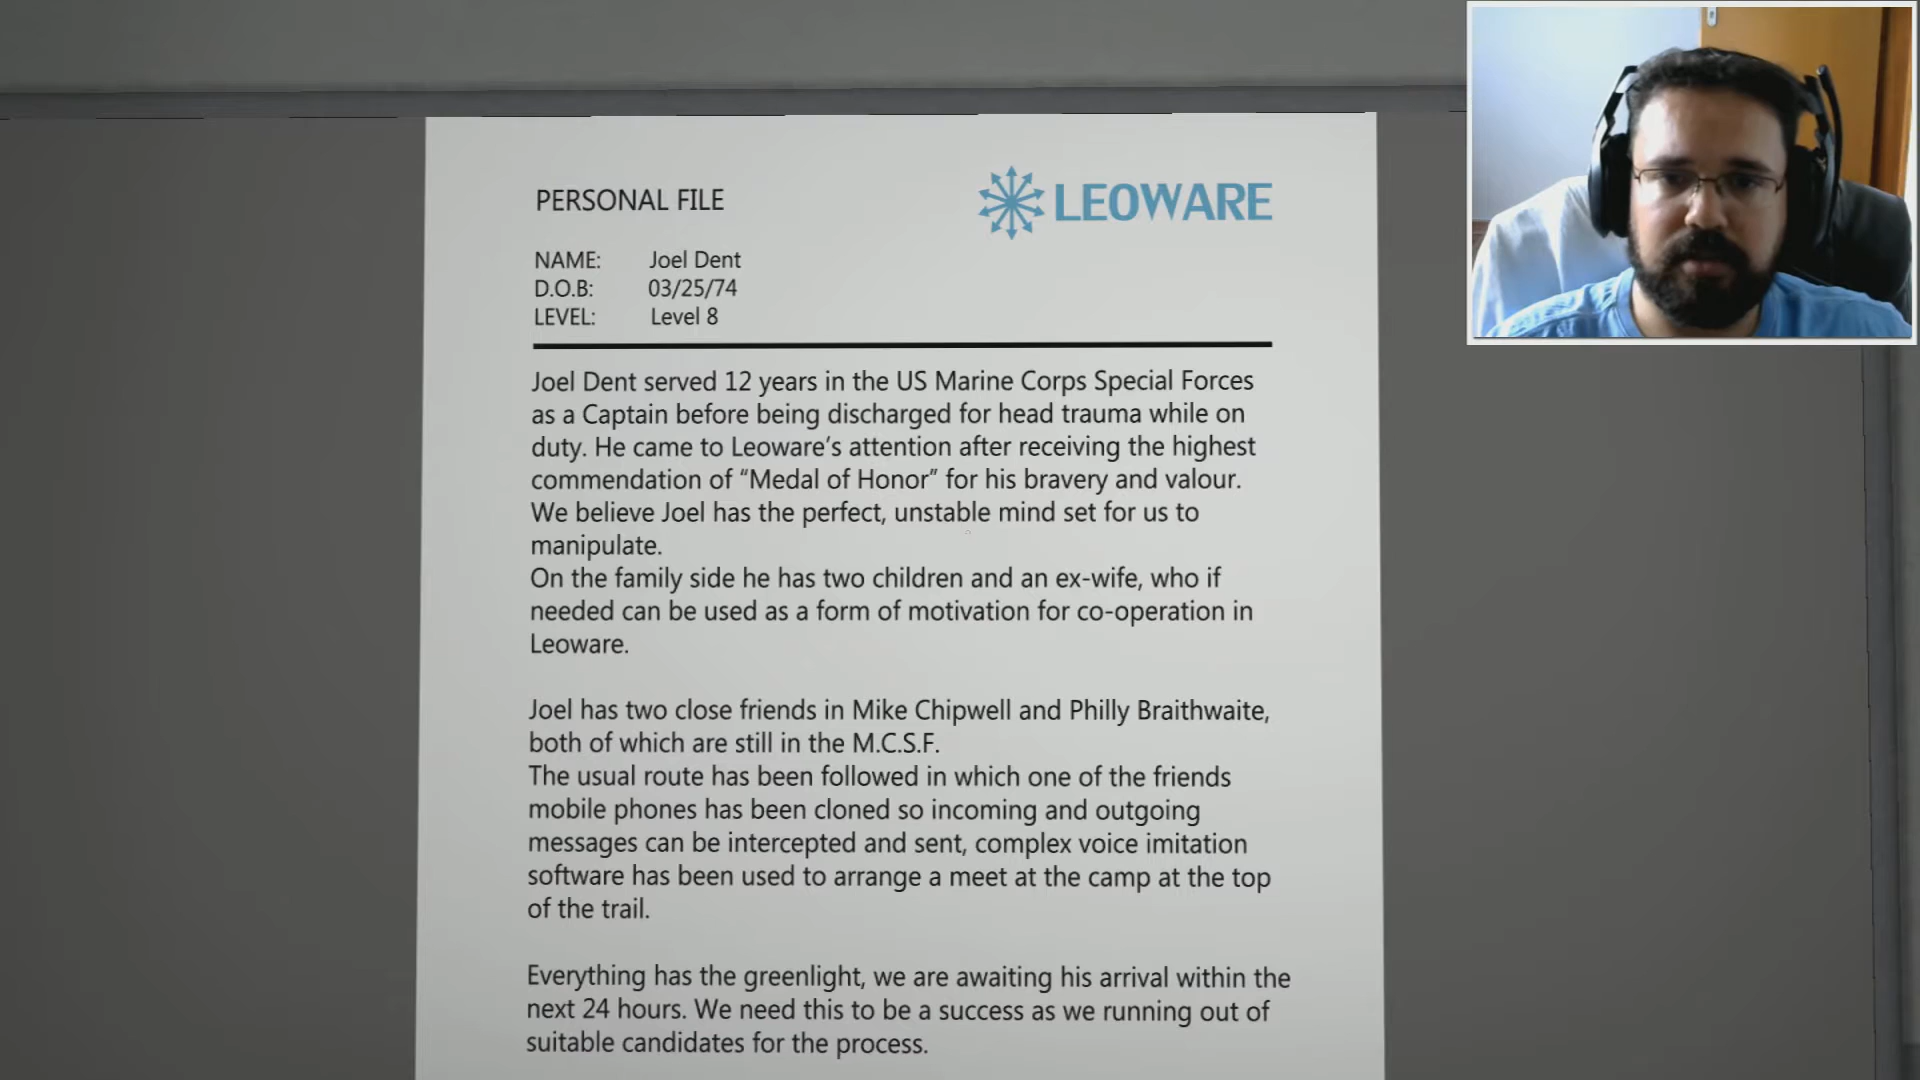 PERSONAL FILE
LEOWARE
NAME: Joel Dent
D.O.B: 03/25/74
LEVEL: Level 8
Joel Dent served 12 years in the US Marine Corps Special Forces
as a Captain before being discharged for head trauma while on
duty. He came to Leoware's attention after receiving the highest
commendation of “Medal of Honor” for his bravery and valour.
We believe Joel has the perfect, unstable mind set for us to
manipulate.
On the family side he has two children and an ex-wife, who if
needed can be used as a form of motivation for co-operation in
Leoware.
Joel has two close friends in Mike Chipwell and Philly Braithwaite,
both of which are still in the M.C.S.F.
The usual route has been followed in which one of the friends
mobile phones has been cloned so incoming and outgoing
messages can be intercepted and sent, complex voice imitation
software has been used to arrange a meet at the camp at the top
of the trail.
Everything has the greenlight, we are awaiting his arrival within the
next 24 hours. We need this to be a success as we running out of
suitable candidates for the process.